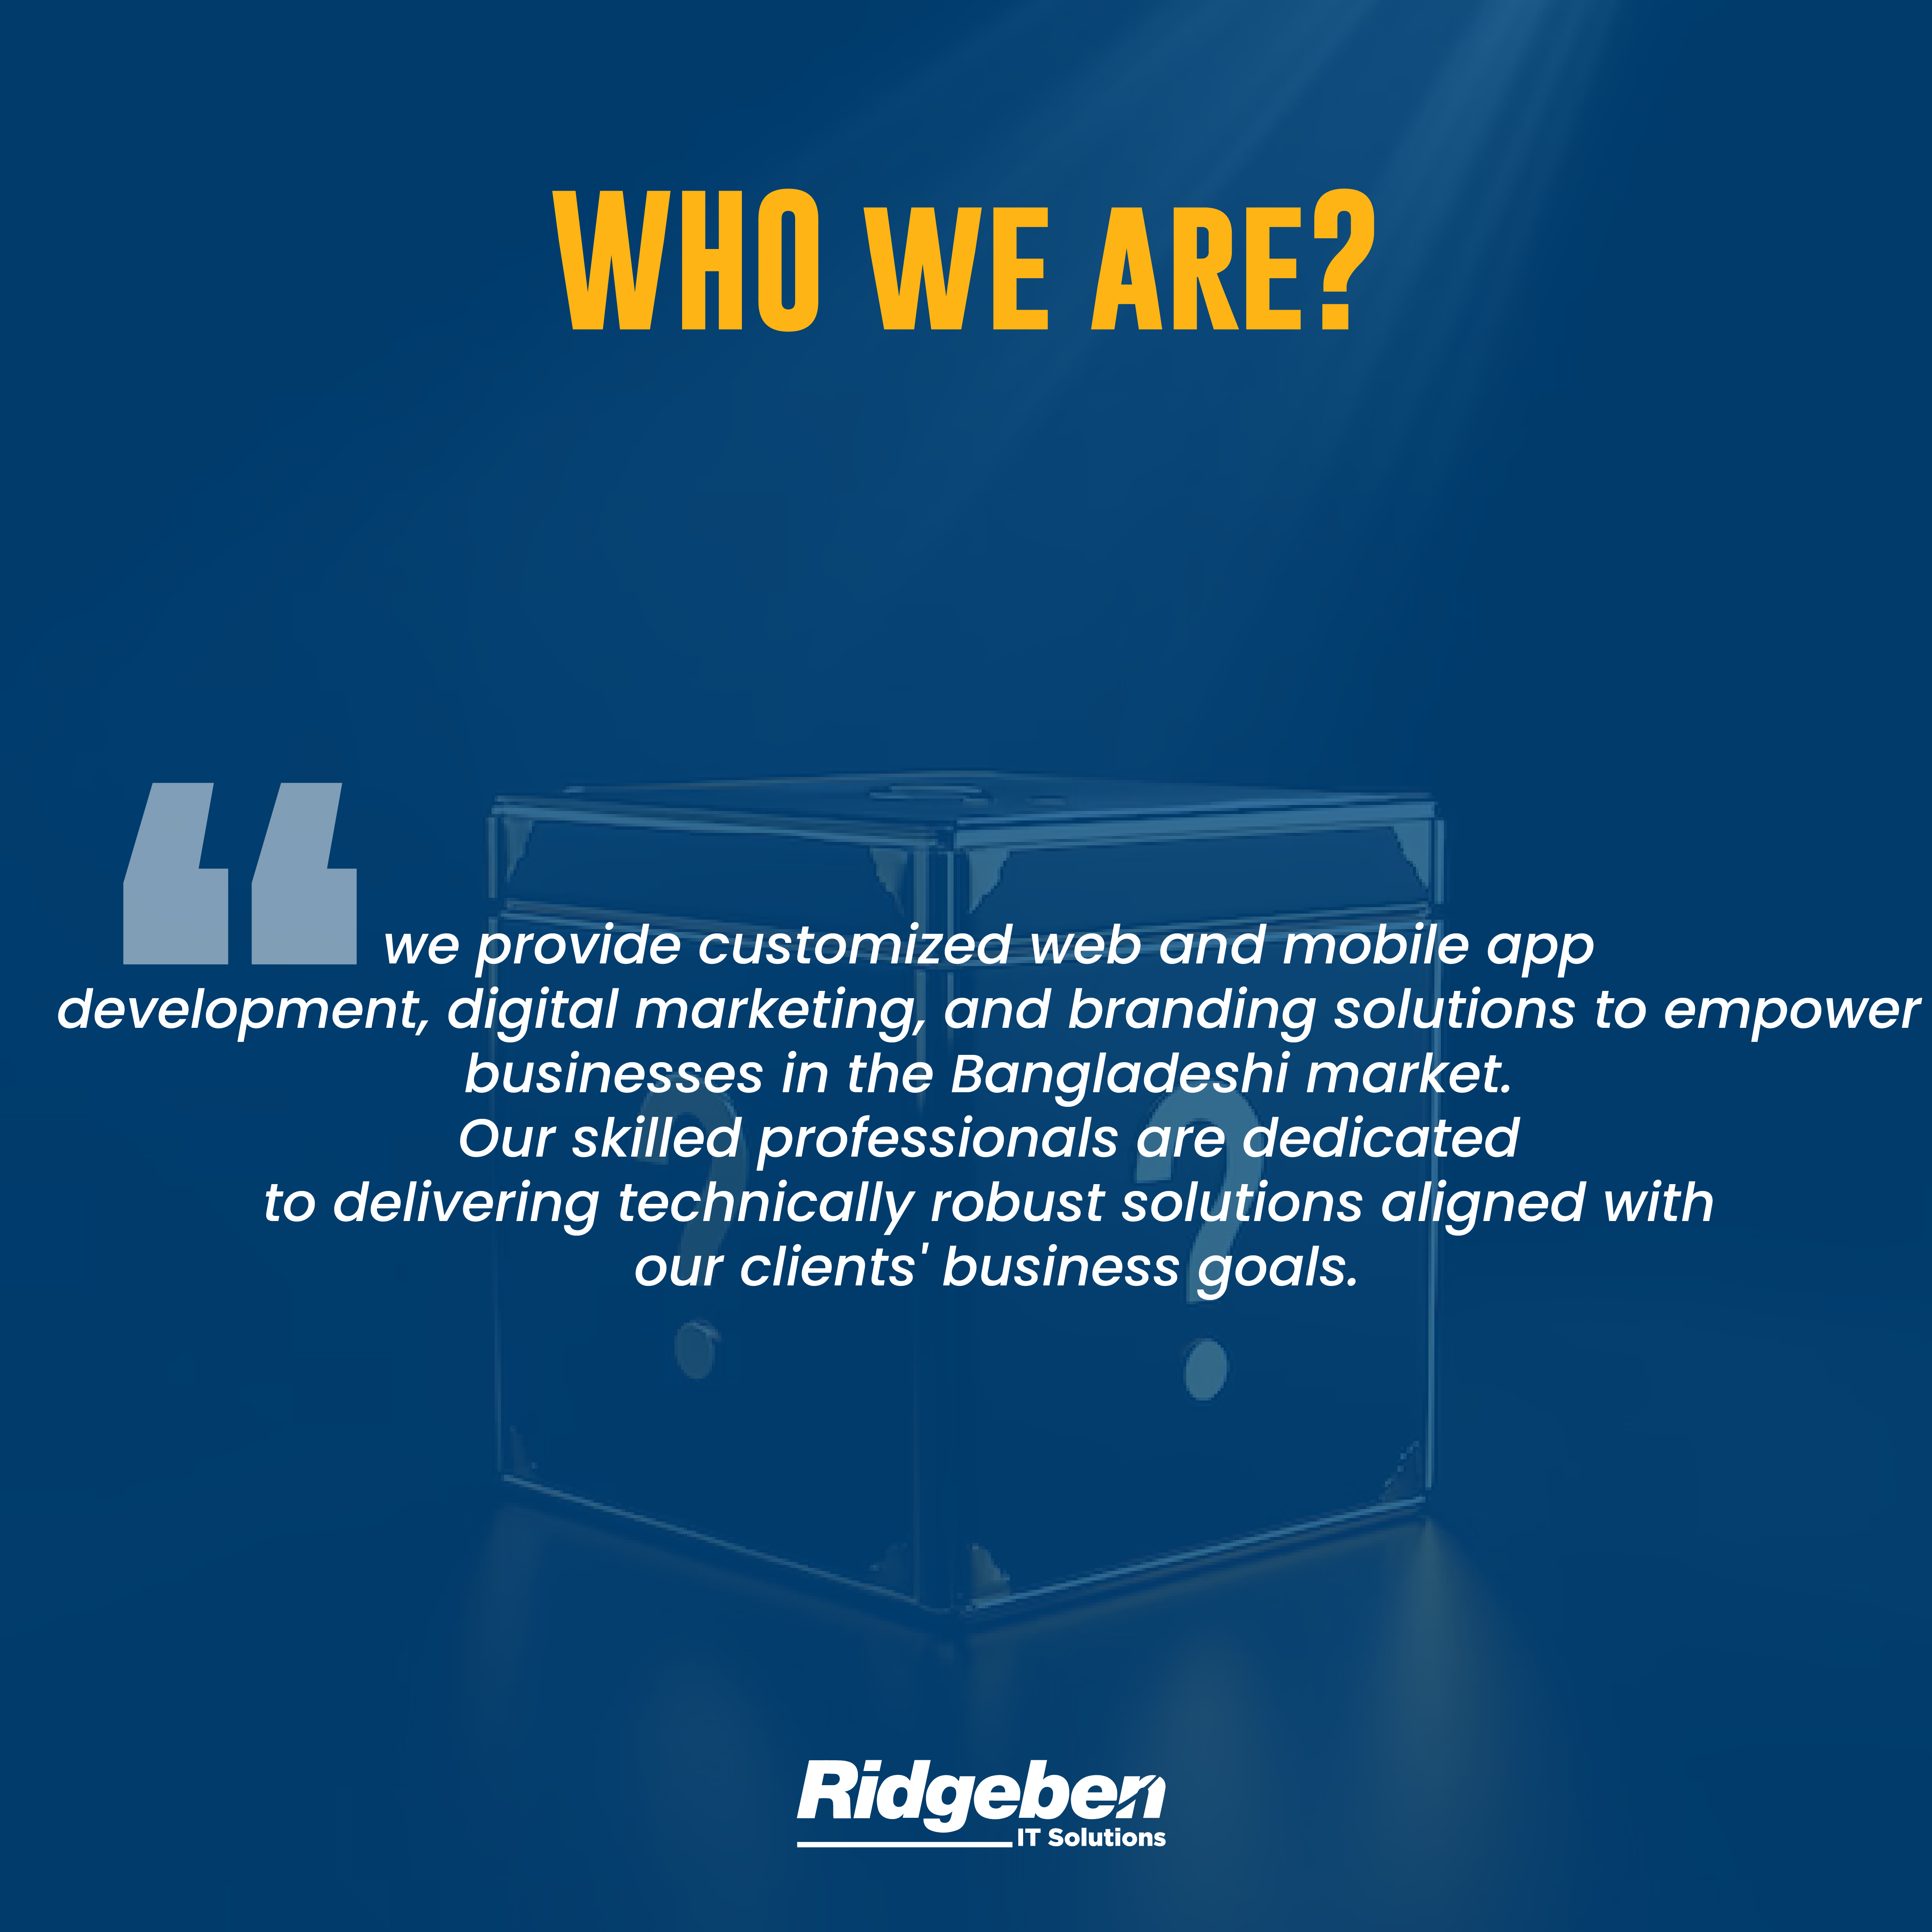 WHO WE ARE?
“ we provide customized web and mobile app
development, digital marketing, and branding solutions to empower
businesses in the Bangladeshi market.
Our skilled professionals are dedicated
to delivering technically robust solutions aligned with
our clients' business goals.
? ?
Ridgeben
IT Solutions